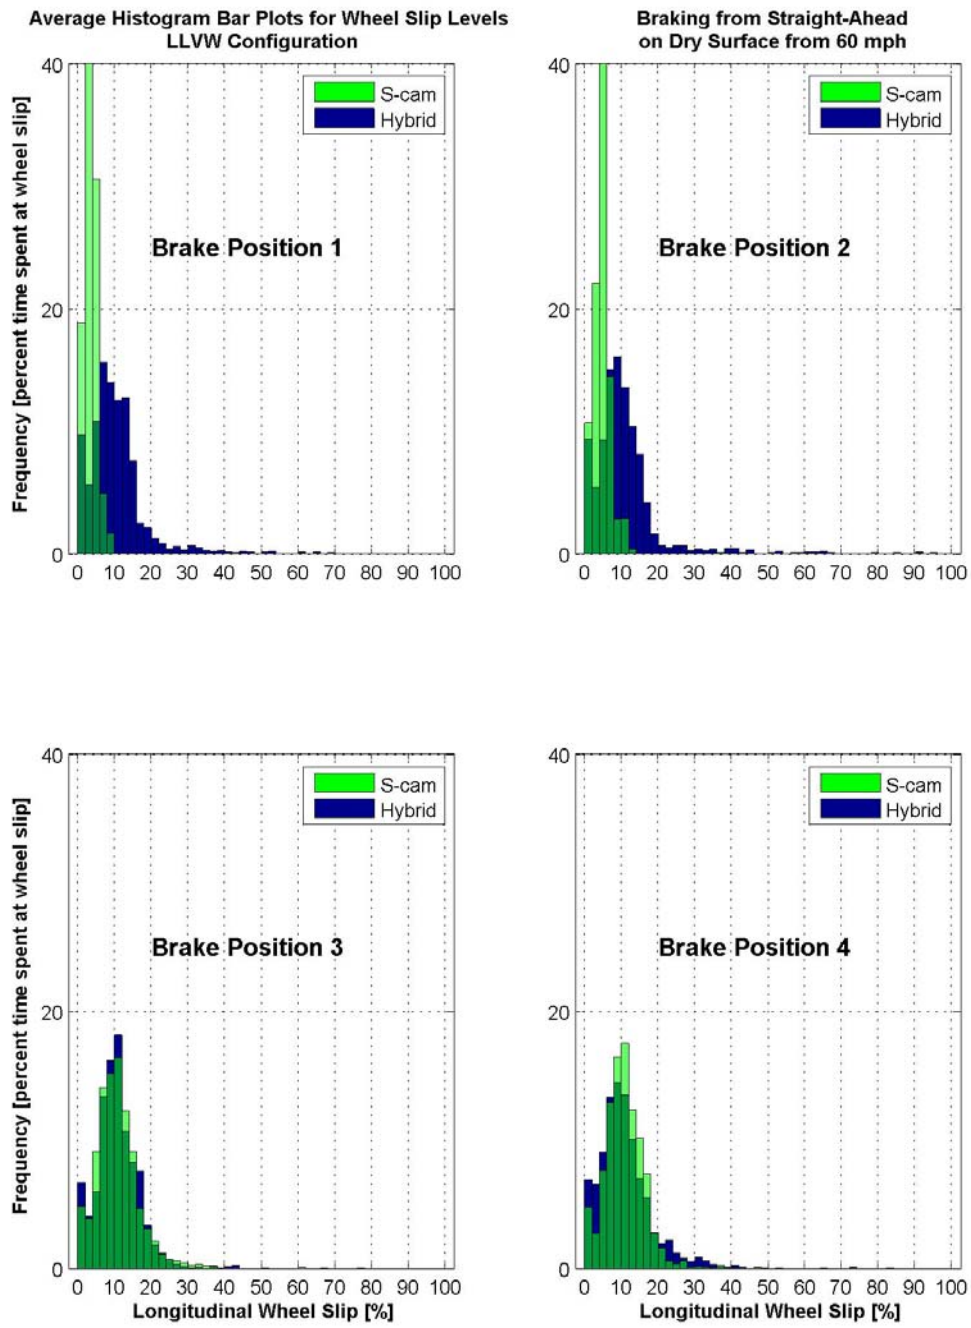 Average Histogram Bar Plots for Wheel Slip Levels
LLVW Configuration
Braking from Straight-Ahead
on Dry Surface from 60 mph
Frequency [percent time spent at wheel slip]
40
20
0
S-cam
Hybrid
Brake Position 1
0 10 20 30 40 50 60 70 80 90 100
40
20
0
S-cam
Hybrid
Brake Position 2
0 10 20 30 40 50 60 70 80 90 100
Frequency [percent time spent at wheel slip]
40
20
0
S-cam
Hybrid
Brake Position 3
0 10 20 30 40 50 60 70 80 90 100
Longitudinal Wheel Slip [%]
40
20
0
S-cam
Hybrid
Brake Position 4
0 10 20 30 40 50 60 70 80 90 100
Longitudinal Wheel Slip [%]